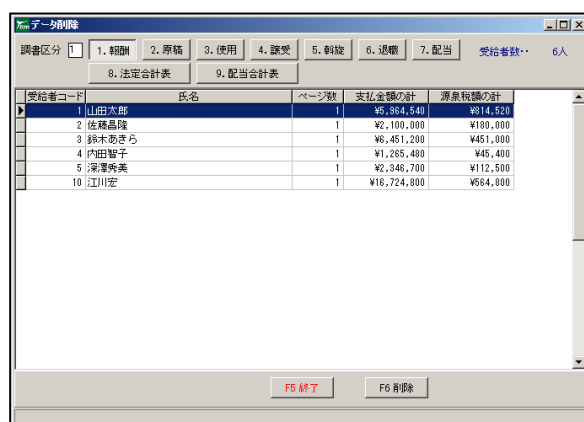 データ削除
調書区分 1 1.報酬 2.原稿 3.使用 4.譲受 5.斡旋 6.退職 7.配当 受給者数・・ 6人
8.法定合計表 9.配当合計表
受給者コード 氏名 ページ数 支払金額の計 源泉税額の計
1 山田太郎 1 ¥5,964,540 ¥814,520
2 佐藤昌隆 1 ¥2,100,000 ¥180,000
3 鈴木あきら 1 ¥6,451,200 ¥451,000
4 内田智子 1 ¥1,265,480 ¥45,400
5 深澤秀美 1 ¥2,346,700 ¥112,500
10 江川宏 1 ¥16,724,800 ¥564,800
F5 終了 F6 削除